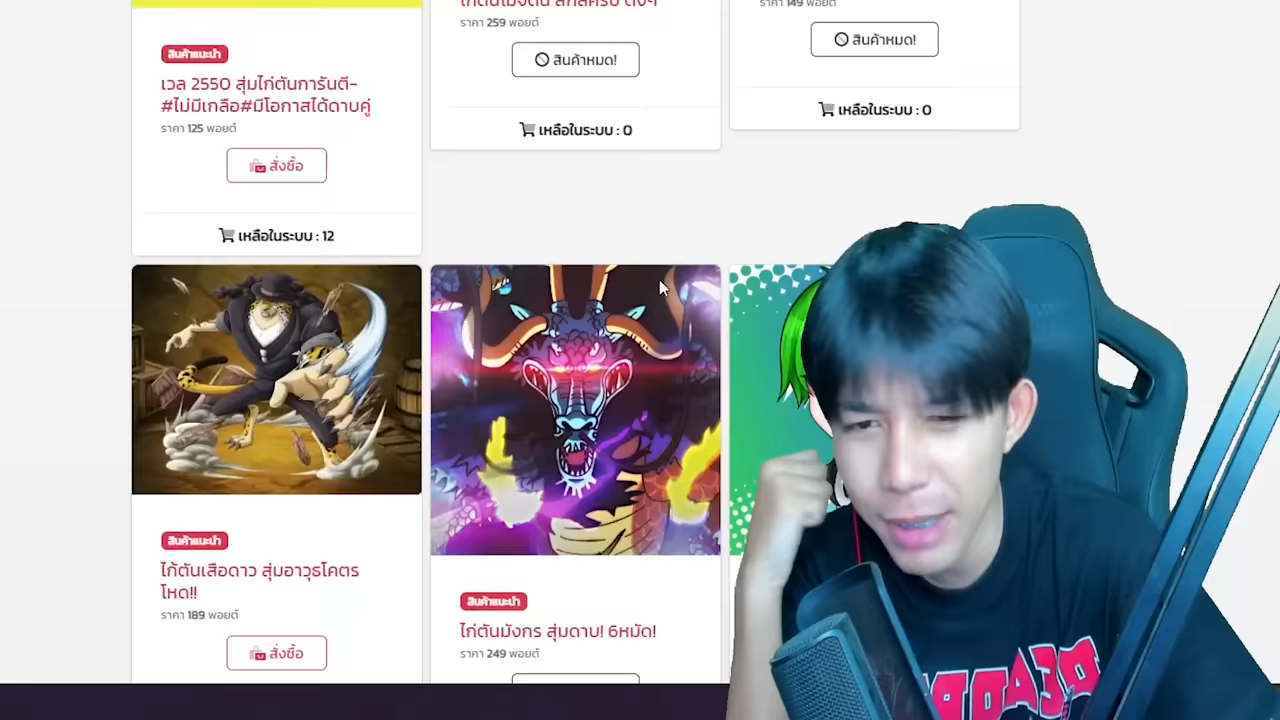 สินค้าแนะนำ
เวล 2550 สุ่มไก่ตันการันตี-
#ไม่มีเกลือ#มีโอกาสได้ดาบคู่
ราคา 125 พอยต์
สั่งซื้อ
เหลือในระบบ : 12
ราคา 259 พอยต์
สินค้าหมด!
เหลือในระบบ : 0
ราคา 149 พอยต์
สินค้าหมด!
เหลือในระบบ : 0
สินค้าแนะนำ
ไก้ตันเสือดาว สุ่มอาวุธโคตร
โหด!!
ราคา 189 พอยต์
สั่งซื้อ
สินค้าแนะนำ
ไก่ตันมังกร สุ่มดาบ! 6หมัด!
ราคา 249 พอยต์